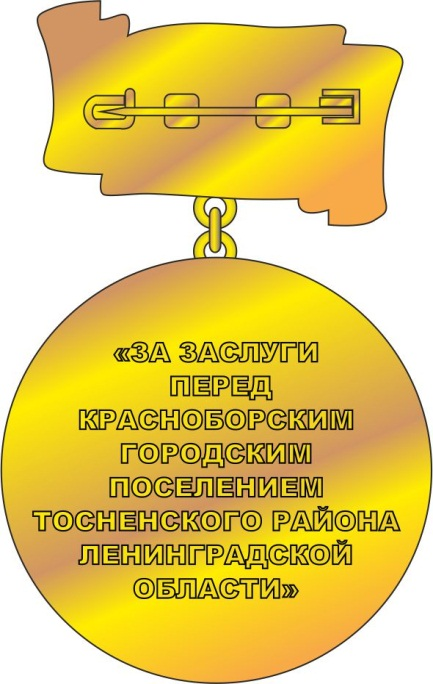 «ЗА ЗАСЛУГИ
ПЕРЕД
КРАСНОБОРСКИМ
ГОРОДСКИМ
ПОСЕЛЕНИЕМ
ТОСНЕНСКОГО РАЙОНА
ЛЕНИНГРАДСКОЙ
ОБЛАСТИ»